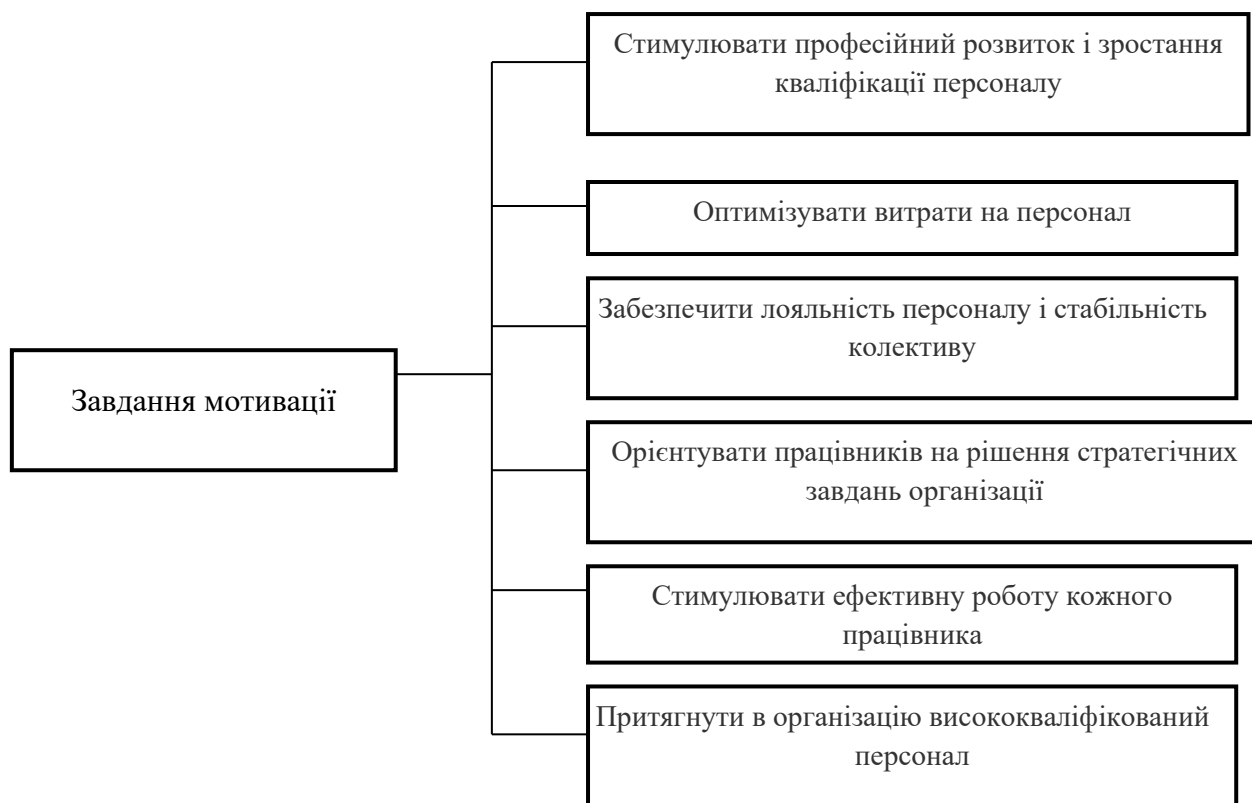 Стимулювати професійний розвиток і зростання
кваліфікації персоналу
Оптимізувати витрати на персонал
Забезпечити лояльність персоналу і стабільність
колективу
Завдання мотивації
Орієнтувати працівників на рішення стратегічних
завдань організації
Стимулювати ефективну роботу кожного
працівника
Притягнути в організацію висококваліфікований
персонал